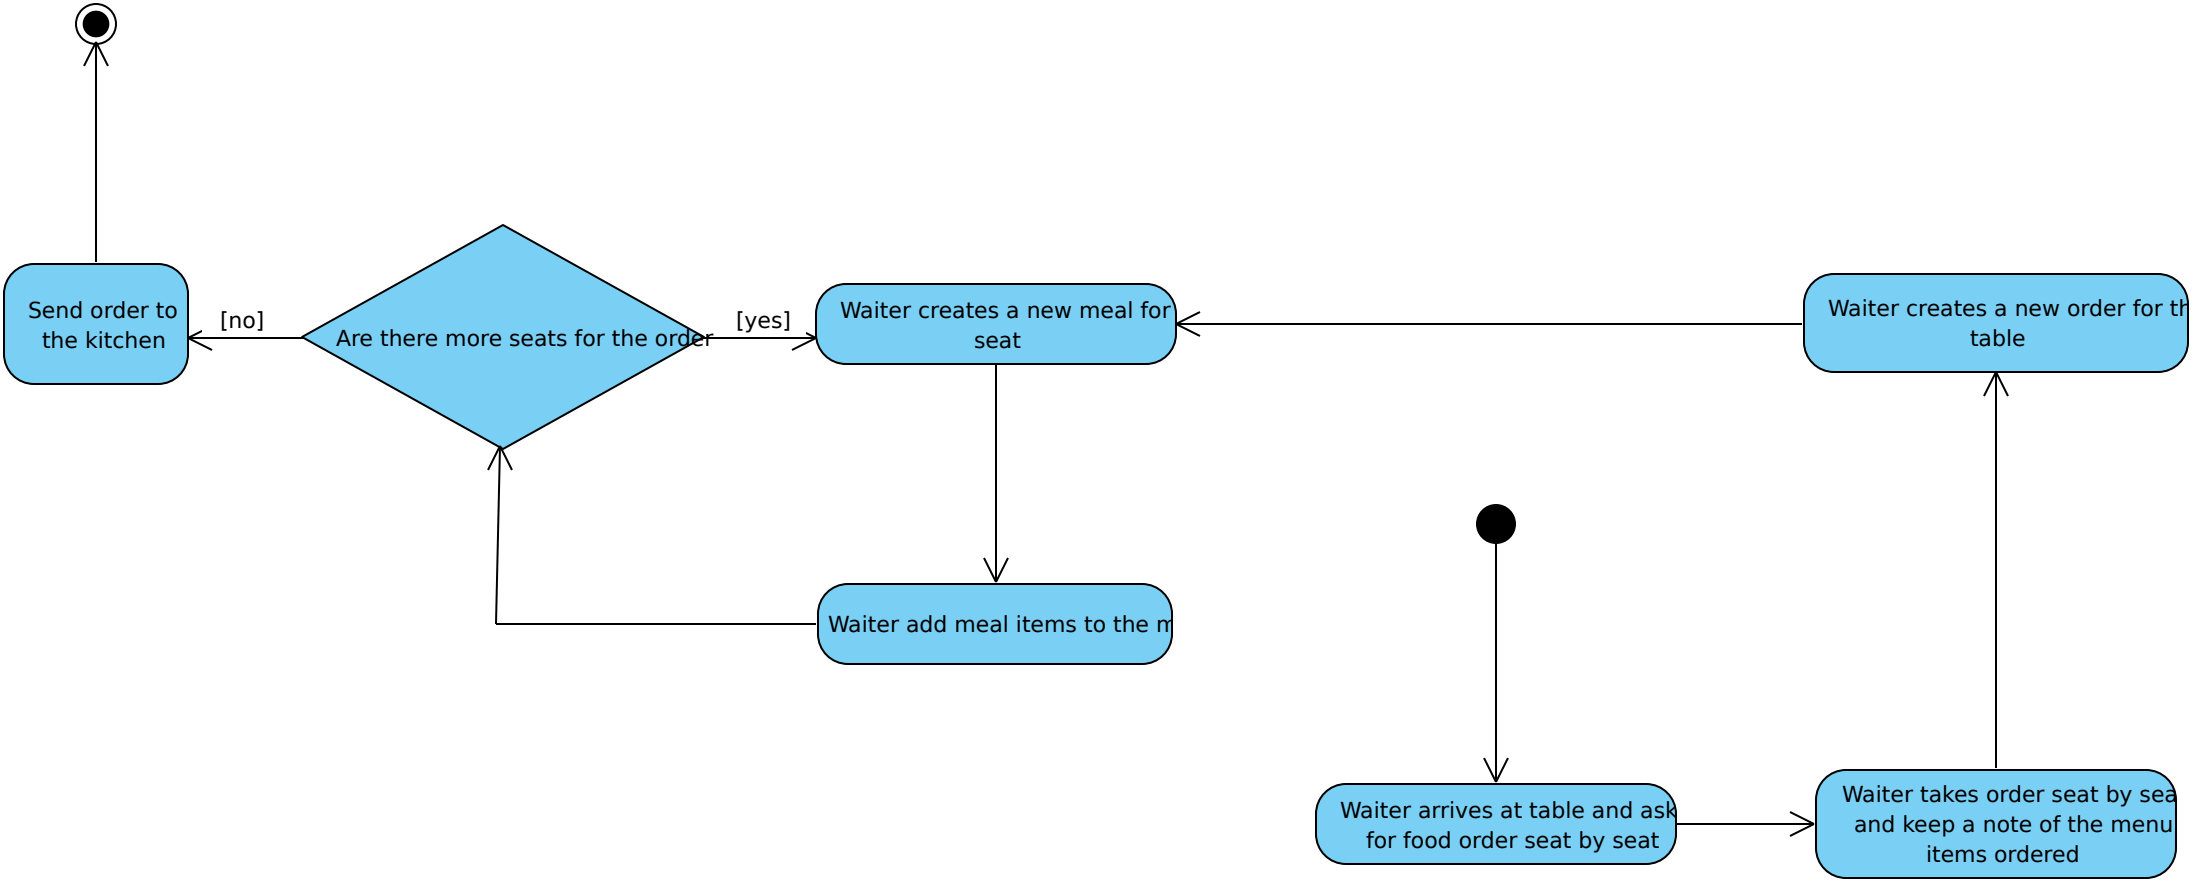 Send order to
the kitchen
[no]
Are there more seats for the order
[yes]
Waiter creates a new meal for
seat
Waiter add meal items to the m
Waiter creates a new order for th
table
Waiter arrives at table and ask
for food order seat by seat
Waiter takes order seat by sea
and keep a note of the menu
items ordered